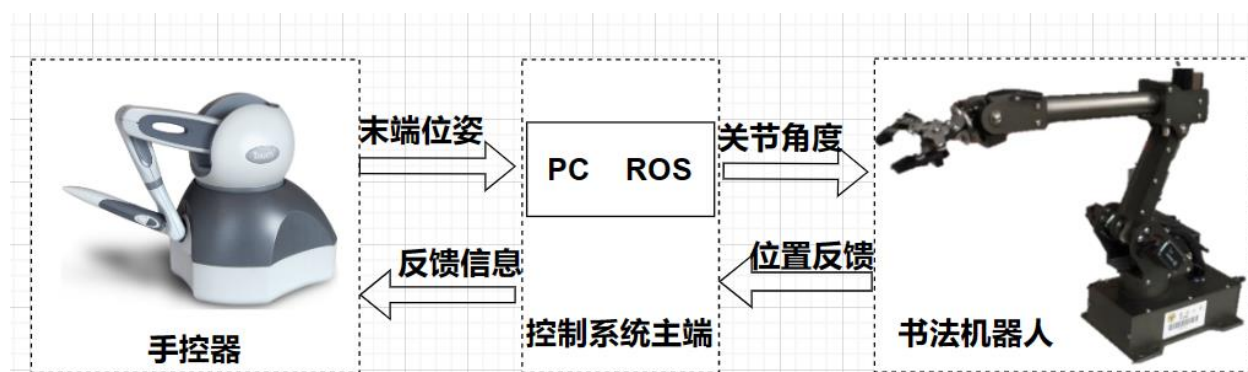 末端位姿
关节角度
Touch
PC ROS
反馈信息
位置反馈
手控器
控制系统主端
书法机器人